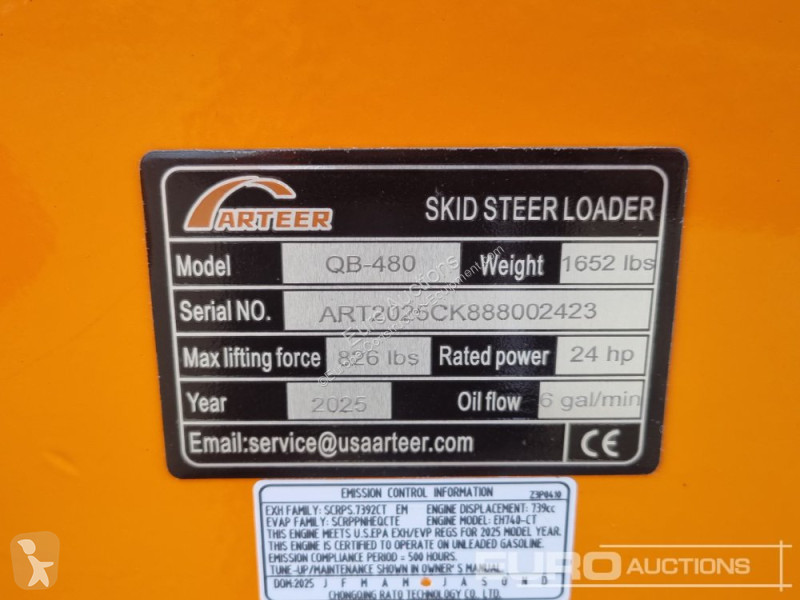 ARTEER
SKID STEER LOADER
Model QB-480 Weight 1652 lbs
Serial NO. ART2025CK888002423
Max lifting force 826 lbs Rated power 24 hp
Year 2025 Oil flow 6 gal/min
Email:service@usaarteer.com CE
EMISSION CONTROL INFORMATION Z3P0410
EXH FAMILY: SCRPS.7392CT EM ENGINE DISPLACEMENT: 739cc
EVAP FAMILY: SCRPPNHEQCTE ENGINE MODEL: EH740-CT
THIS ENGINE MEETS U.S.EPA EXH/EVP REGS FOR 2025 MODEL YEAR.
THIS ENGINE IS CERTIFIED TO OPERATE ON UNLEADED GASOLINE.
EMISSION COMPLIANCE PERIOD = 500 HOURS.
TUNE-UP/MAINTENANCE SHOWN IN OWNER'S MANUAL
DOM:2025 J F M A M J A S O N D
CHONGQING RATO TECHNOLOGY CO., LTD.
EUROAUCTIONS